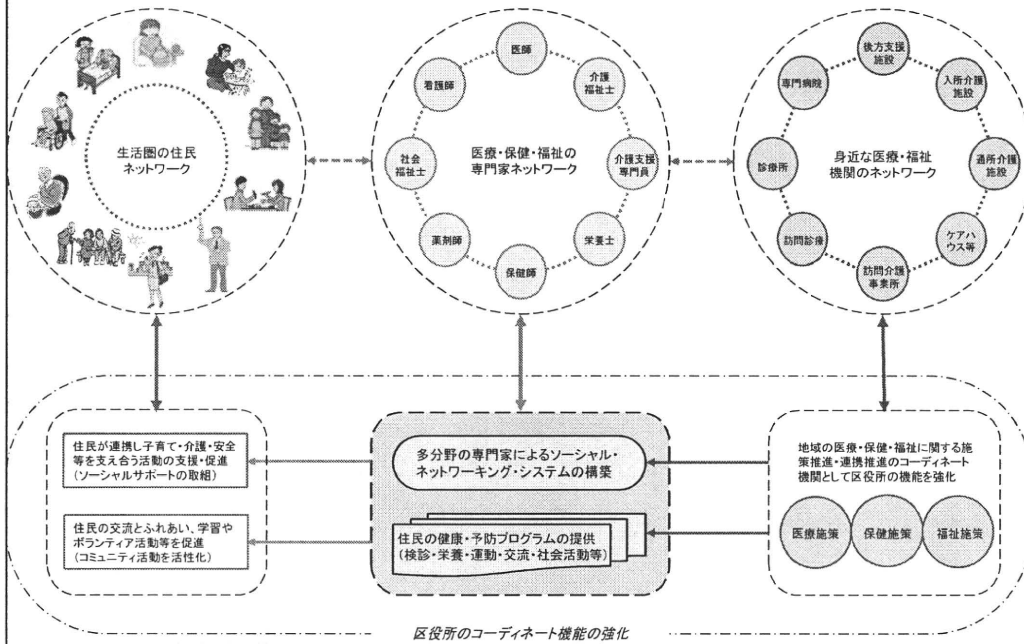 生活圏の住民
ネットワーク
医師
介護
福祉士
介護支援
専門員
栄養士
保健師
薬剤師
社会
福祉士
看護師
医療・保健・福祉の
専門家ネットワーク
後方支援
施設
入所介護
施設
通所介護
施設
ケアハ
ウス等
訪問介護
事業所
訪問診療
診療所
専門病院
身近な医療・福祉
機関のネットワーク
住民が連携し子育て・介護・安全
等を支え合う活動の支援・促進
(ソーシャルサポートの取組)
住民の交流とふれあい、学習や
ボランティア活動等を促進
(コミュニティ活動を活性化)
多分野の専門家によるソーシャル・
ネットワーキング・システムの構築
住民の健康・予防プログラムの提供
(検診・栄養・運動・交流・社会活動等)
地域の医療・保健・福祉に関する施
策推進・連携推進のコーディネート
機関として区役所の機能を強化
医療施策
保健施策
福祉施策
区役所のコーディネート機能の強化